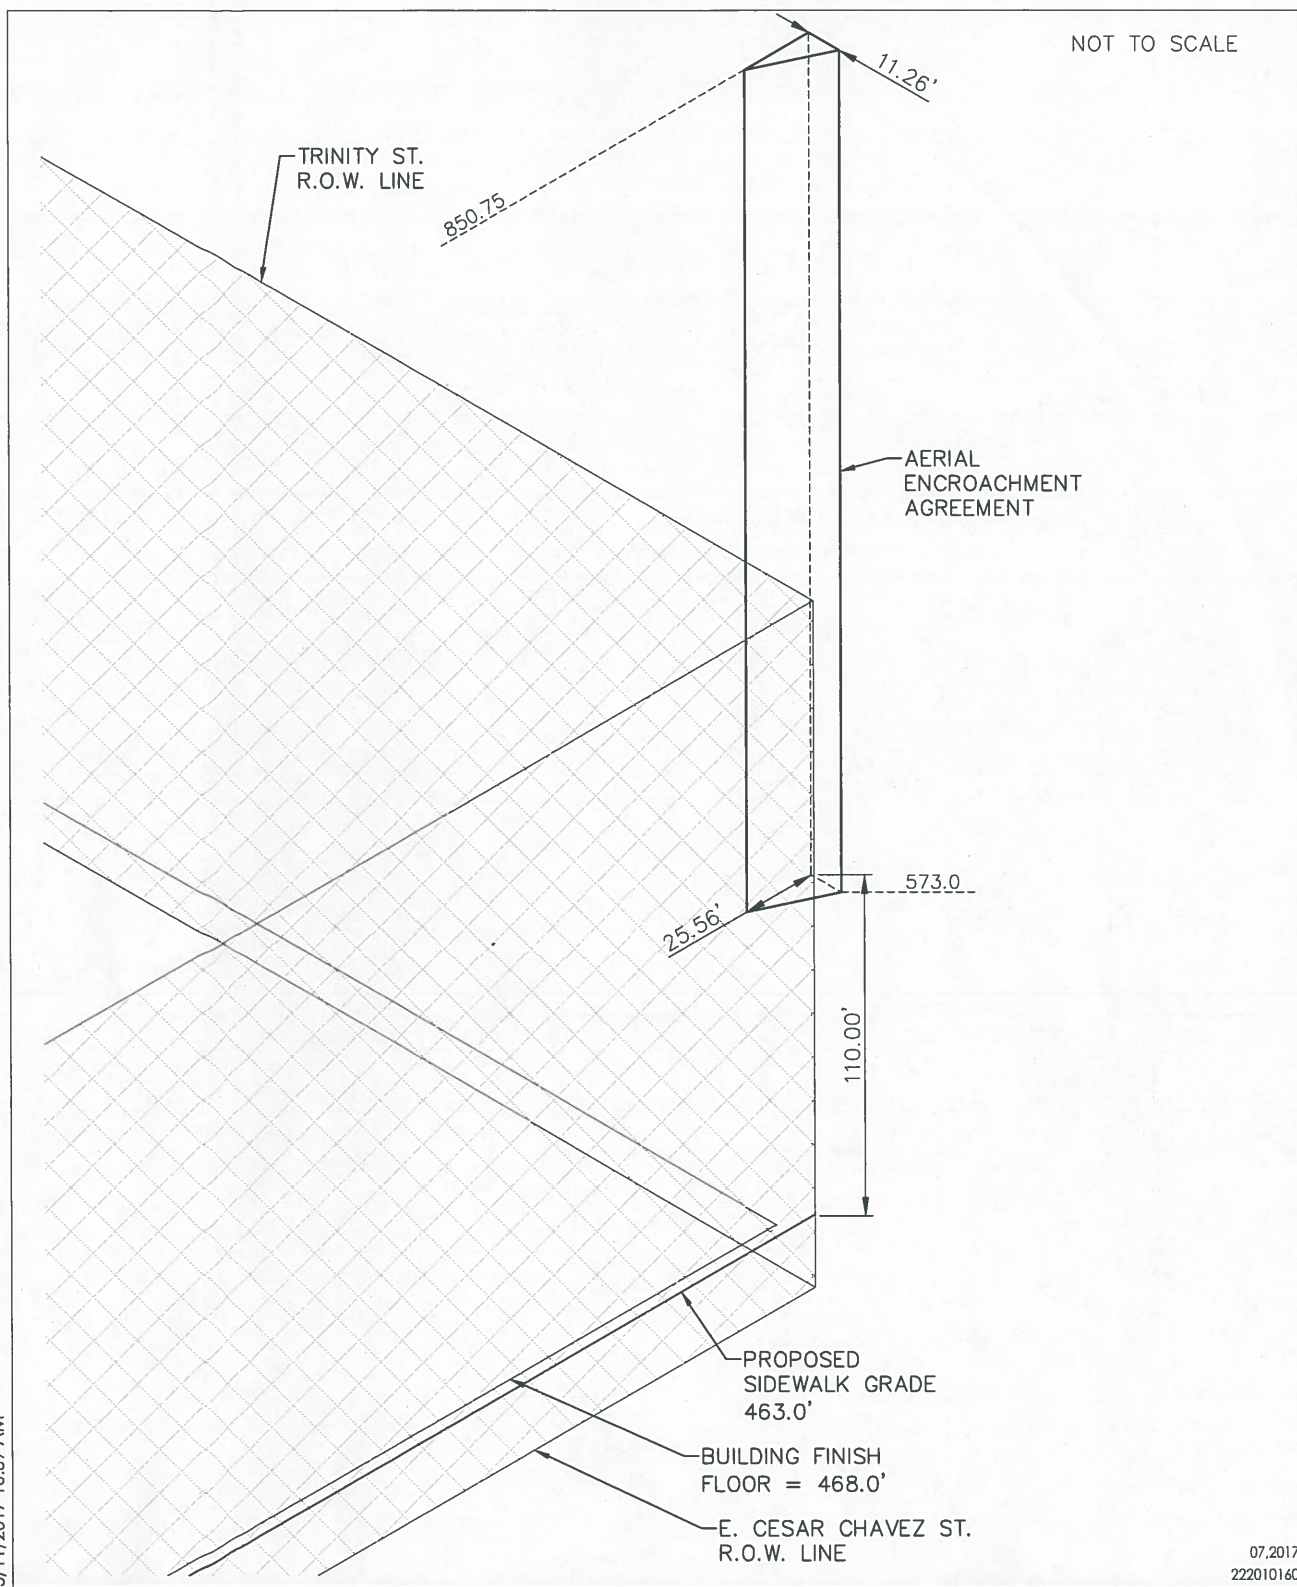 NOT TO SCALE
11.26'
TRINITY ST.
R.O.W. LINE
850.75
AERIAL
ENCROACHMENT
AGREEMENT
573.0
25.56'
110.00'
PROPOSED
SIDEWALK GRADE
463.0'
BUILDING FINISH
FLOOR = 468.0'
E. CESAR CHAVEZ ST.
R.O.W. LINE
07,2017
222010160